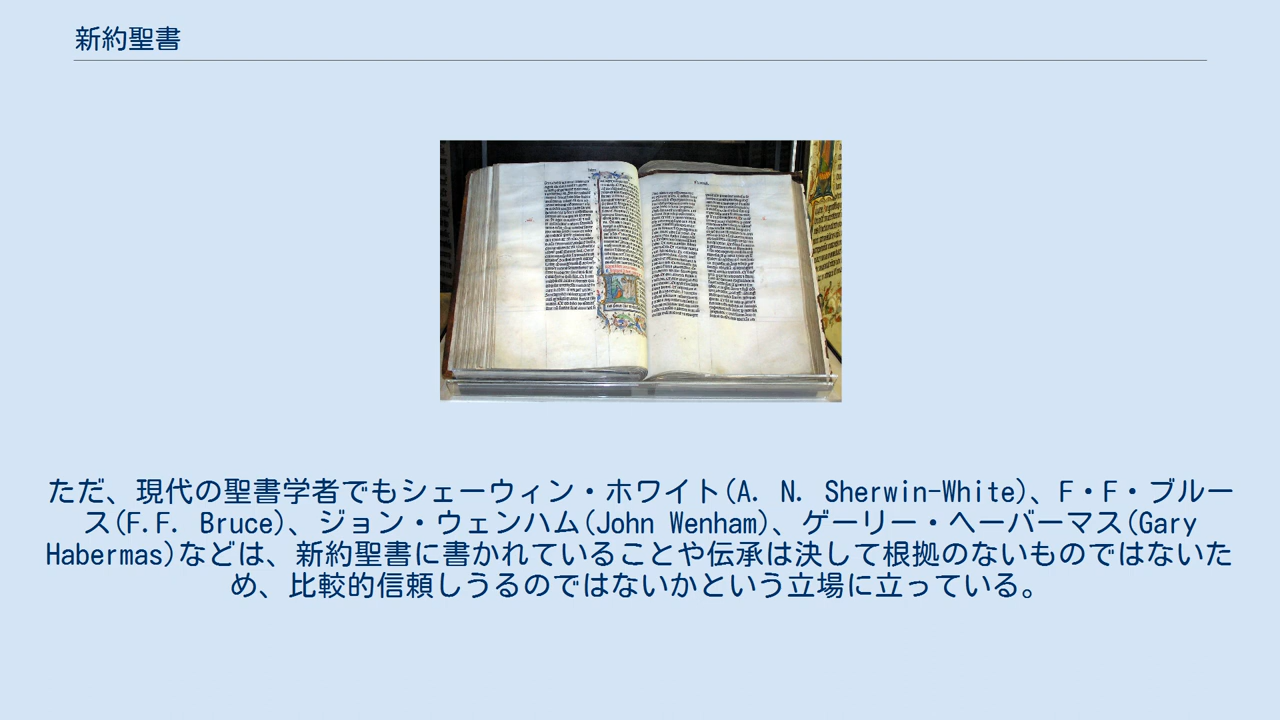 新約聖書
ただ、現代の聖書学者でもシェーウィン・ホワイト(A. N. Sherwin-White)、F・F・ブルー
ス(F.F. Bruce)、ジョン・ウェンハム(John Wenham)、ゲーリー・ヘーバーマス(Gary
Habermas)などは、新約聖書に書かれていることや伝承は決して根拠のないものではないた
め、比較的信頼しうるのではないかという立場に立っている。